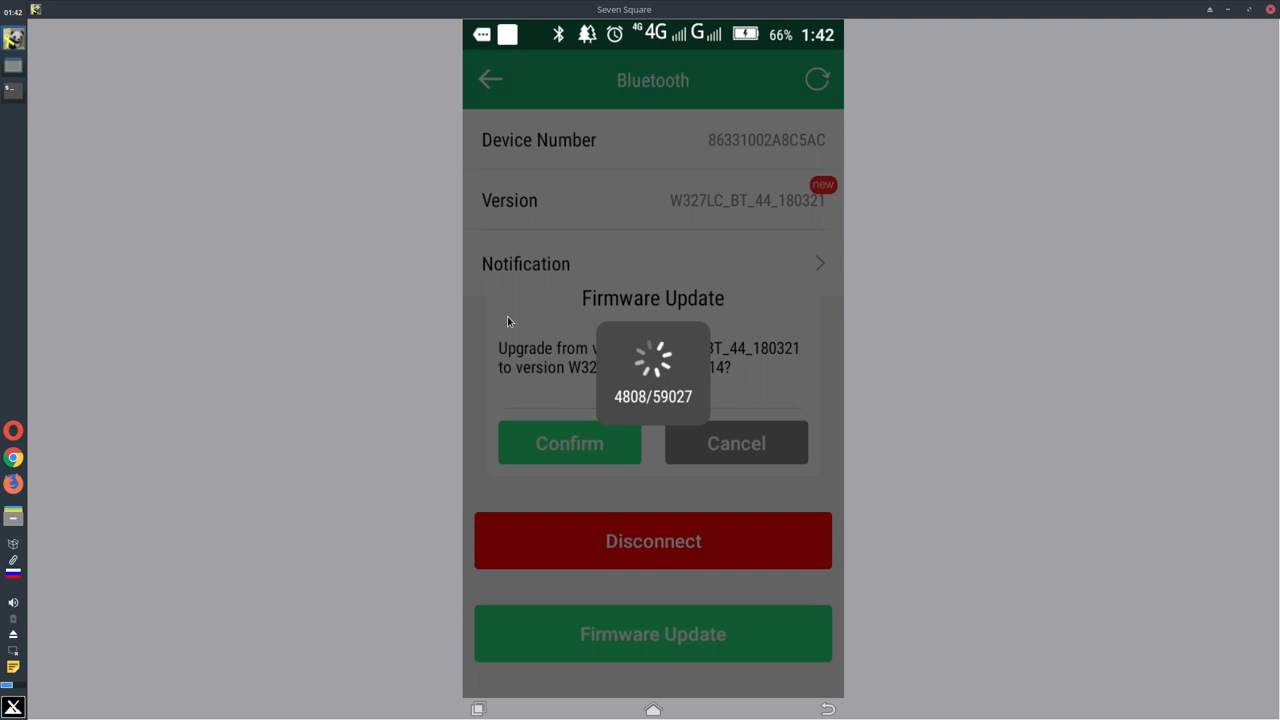 01:42
Seven Square
4G 4G G 66% 1:42
Bluetooth
Device Number 86331002A8C5AC
new
Version W327LC_BT_44_180321
Notification
Firmware Update
Upgrade from v BT_44_180321
to version W32 14?
4808/59027
Confirm Cancel
Disconnect
Firmware Update